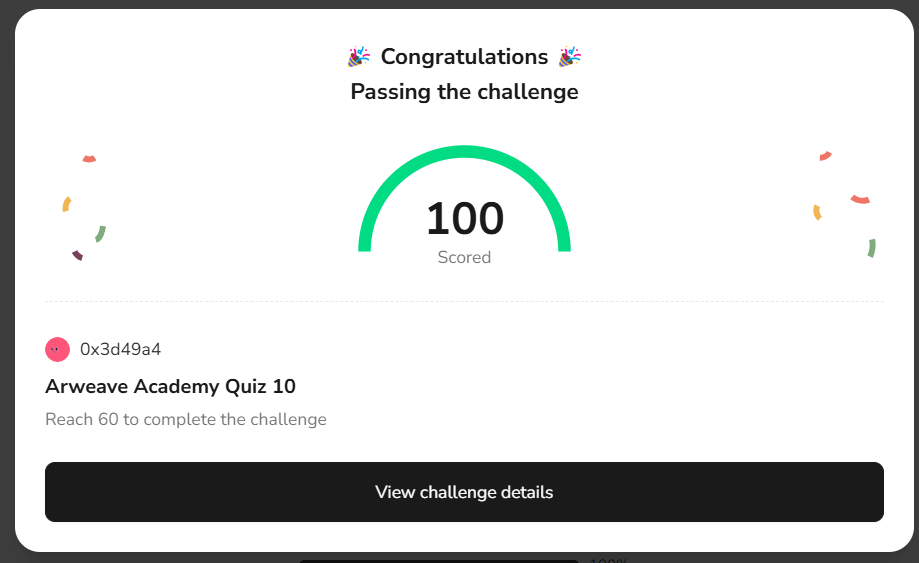 🎉 Congratulations 🎉
Passing the challenge
100
Scored
0x3d49a4
Arweave Academy Quiz 10
Reach 60 to complete the challenge
View challenge details
100%